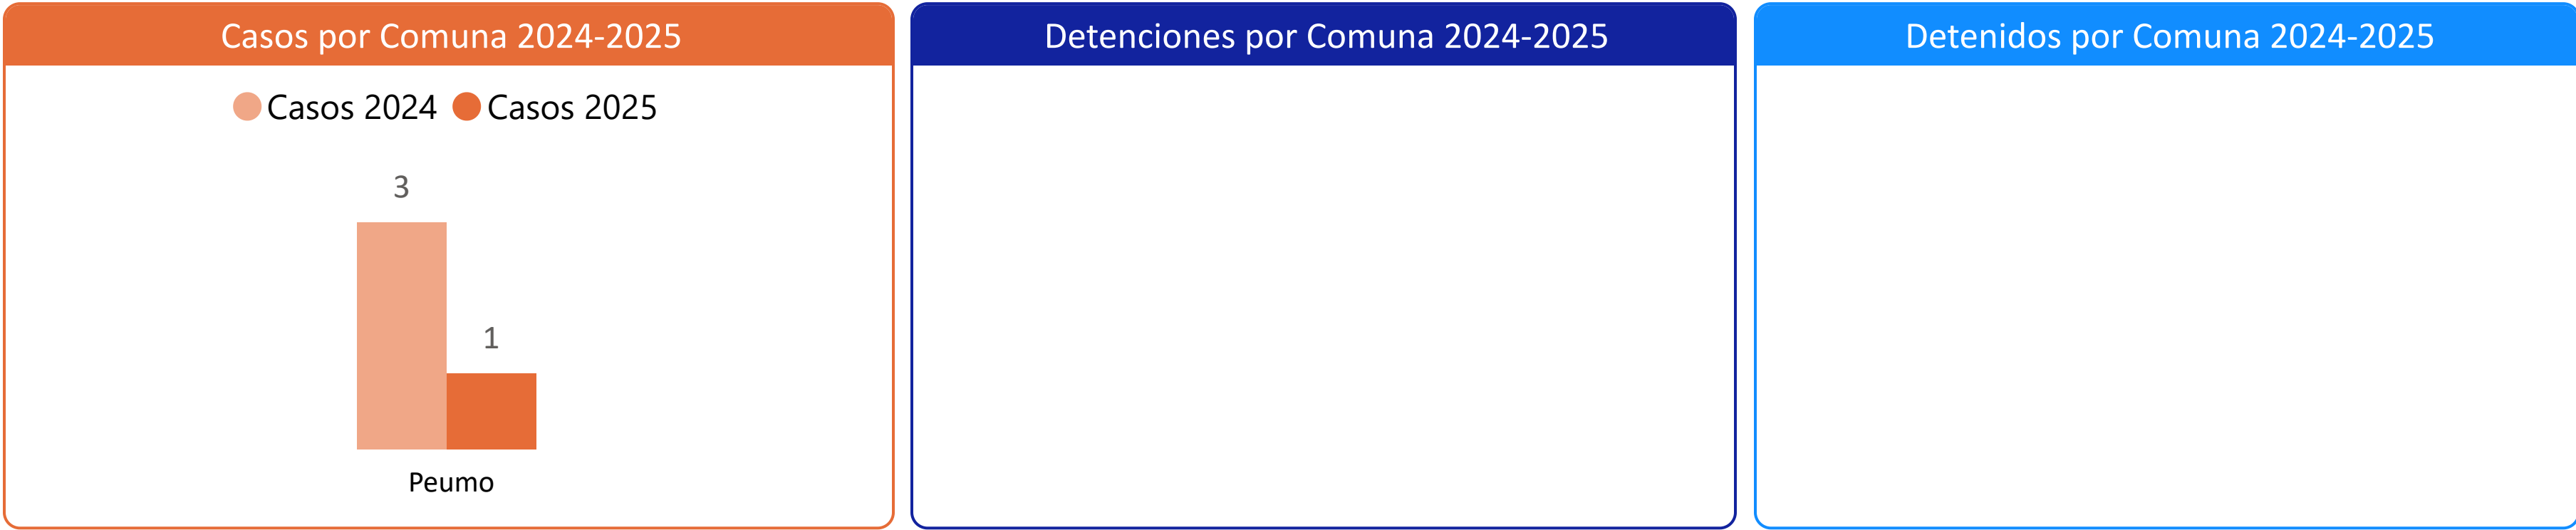 Casos por Comuna 2024-2025
Casos 2024 Casos 2025
3
1
Peumo
Detenciones por Comuna 2024-2025
Detenidos por Comuna 2024-2025